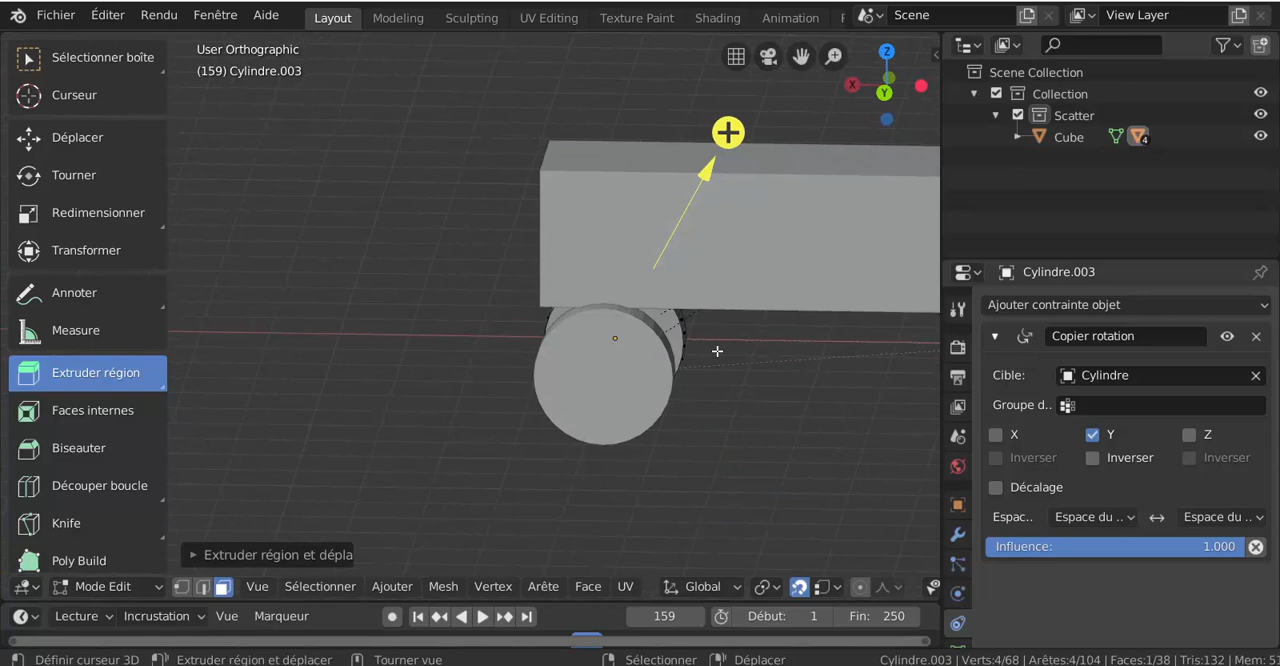 Fichier Éditer Rendu Fenêtre Aide Layout Modeling Sculpting UV Editing Texture Paint Shading Animation Scene View Layer
User Orthographic
(159) Cylindre.003
Z
X
Y
Sélectionner boîte
Curseur
Déplacer
Tourner
Redimensionner
Transformer
Annoter
Measure
Extruder région
Faces internes
Biseauter
Découper boucle
Knife
Poly Build
Extruder région et dépla
Scene Collection
Collection
Scatter
Cube 4
Cylindre.003
Ajouter contrainte objet
Copier rotation
Cible: Cylindre
Groupe d..
X Y Z
Inverser Inverser Inverser
Décalage
Espac.. Espace du .. Espace du ..
Influence: 1.000
Mode Edit Vue Sélectionner Ajouter Mesh Vertex Arête Face UV Global
Lecture Incrustation Vue Marqueur 159 Début: 1 Fin: 250
Définir curseur 3D Extruder région et déplacer Tourner vue Sélectionner Déplacer Cylindre.003 | Verts:4/68 | Arêtes:4/104 | Faces:1/38 | Tris:132 | Mem: